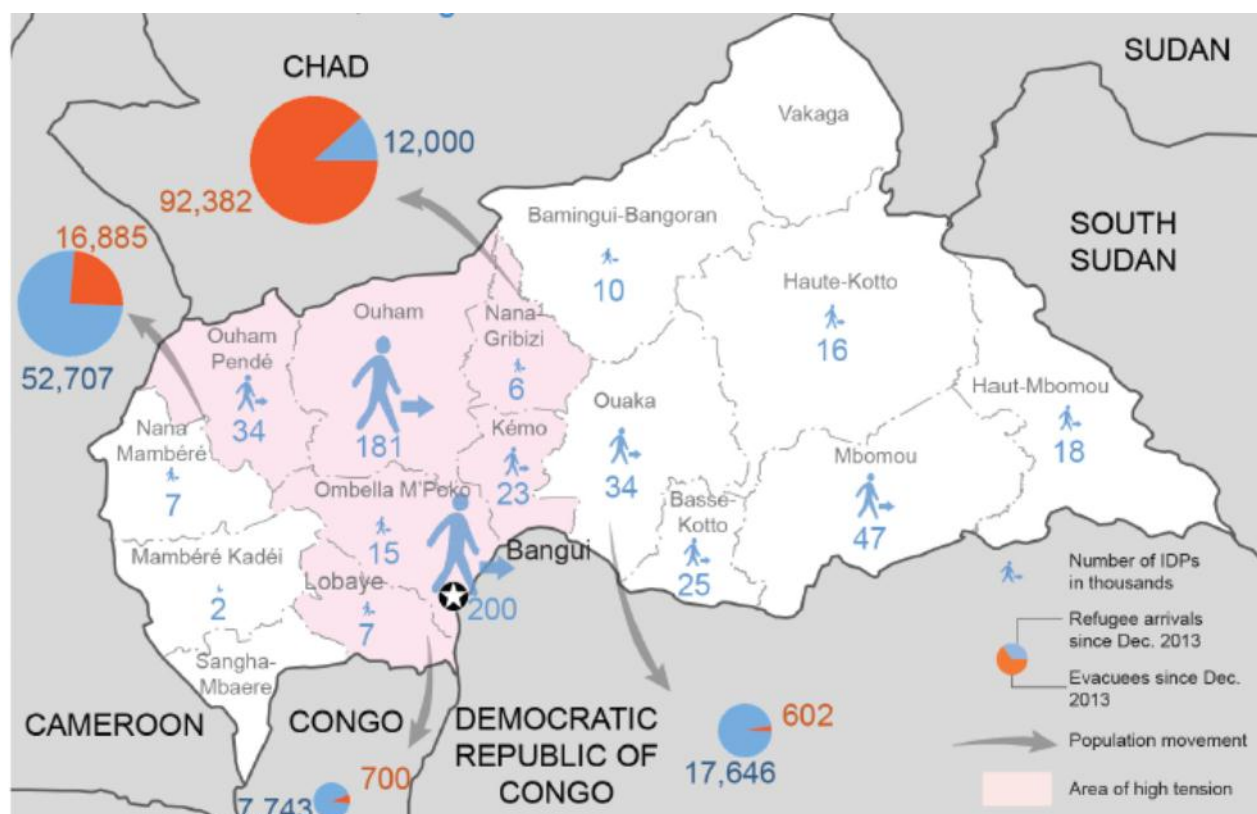 SUDAN
CHAD
12,000
92,382
Vakaga
Bamingui-Bangoran
10
SOUTH
SUDAN
16,885
52,707
Haute-Kotto
16
Ouham
181
Nana
Gribizi
6
Ouham
Pendé
34
Haut-Mbomou
18
Ouaka
34
Kémo
23
Nana
Mambéré
7
Mbomou
47
Ombella M'Poko
15
Basse-
Kotto
25
Bangui
200
Mambéré Kadéi
2
Lobaye
7
Sangha-
Mbaere
CAMEROON
CONGO
DEMOCRATIC
REPUBLIC OF
CONGO
700
7,743
602
17,646
Number of IDPs
in thousands
Refugee arrivals
since Dec. 2013
Evacuees since Dec.
2013
Population movement
Area of high tension